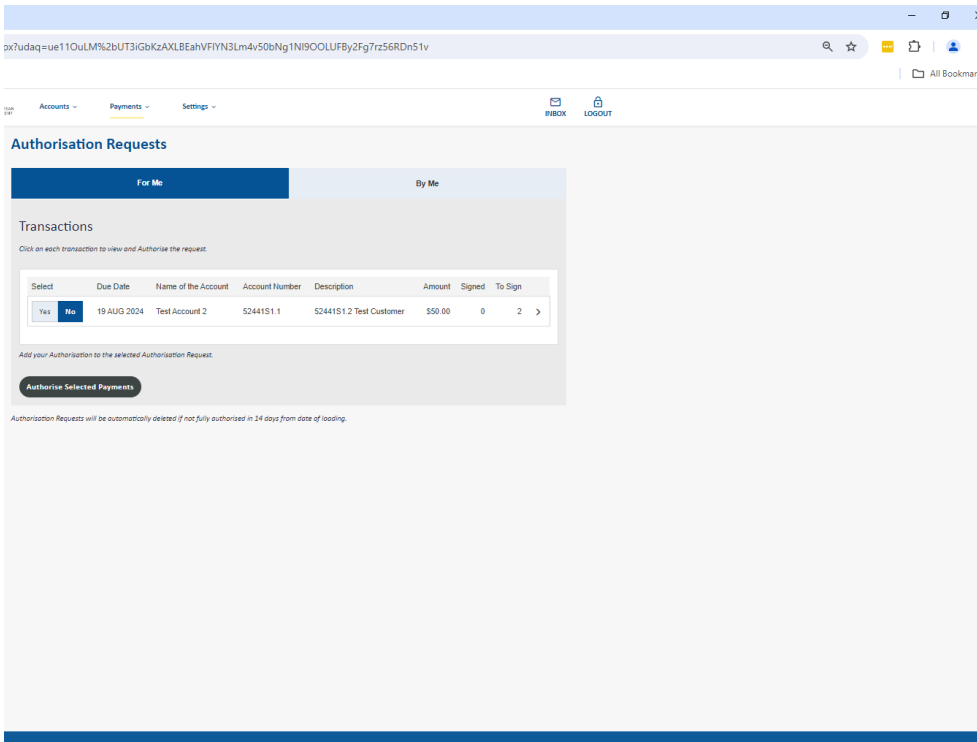 ox?udaq=ue11OuLM%2bUT3iGbKzAXLBEahVFIYN3Lm4v50bNg1NI9OOLUFBy2Fg7rz56RDn51v
All Bookmar
Accounts Payments Settings INBOX LOGOUT
Authorisation Requests
For Me By Me
Transactions
Click on each transaction to view and Authorise the request.
Select Due Date Name of the Account Account Number Description Amount Signed To Sign
Yes No 19 AUG 2024 Test Account 2 52441S1.1 52441S1.2 Test Customer $50.00 0 2
Add your Authorisation to the selected Authorisation Request.
Authorise Selected Payments
Authorisation Requests will be automatically deleted if not fully authorised in 14 days from date of loading.